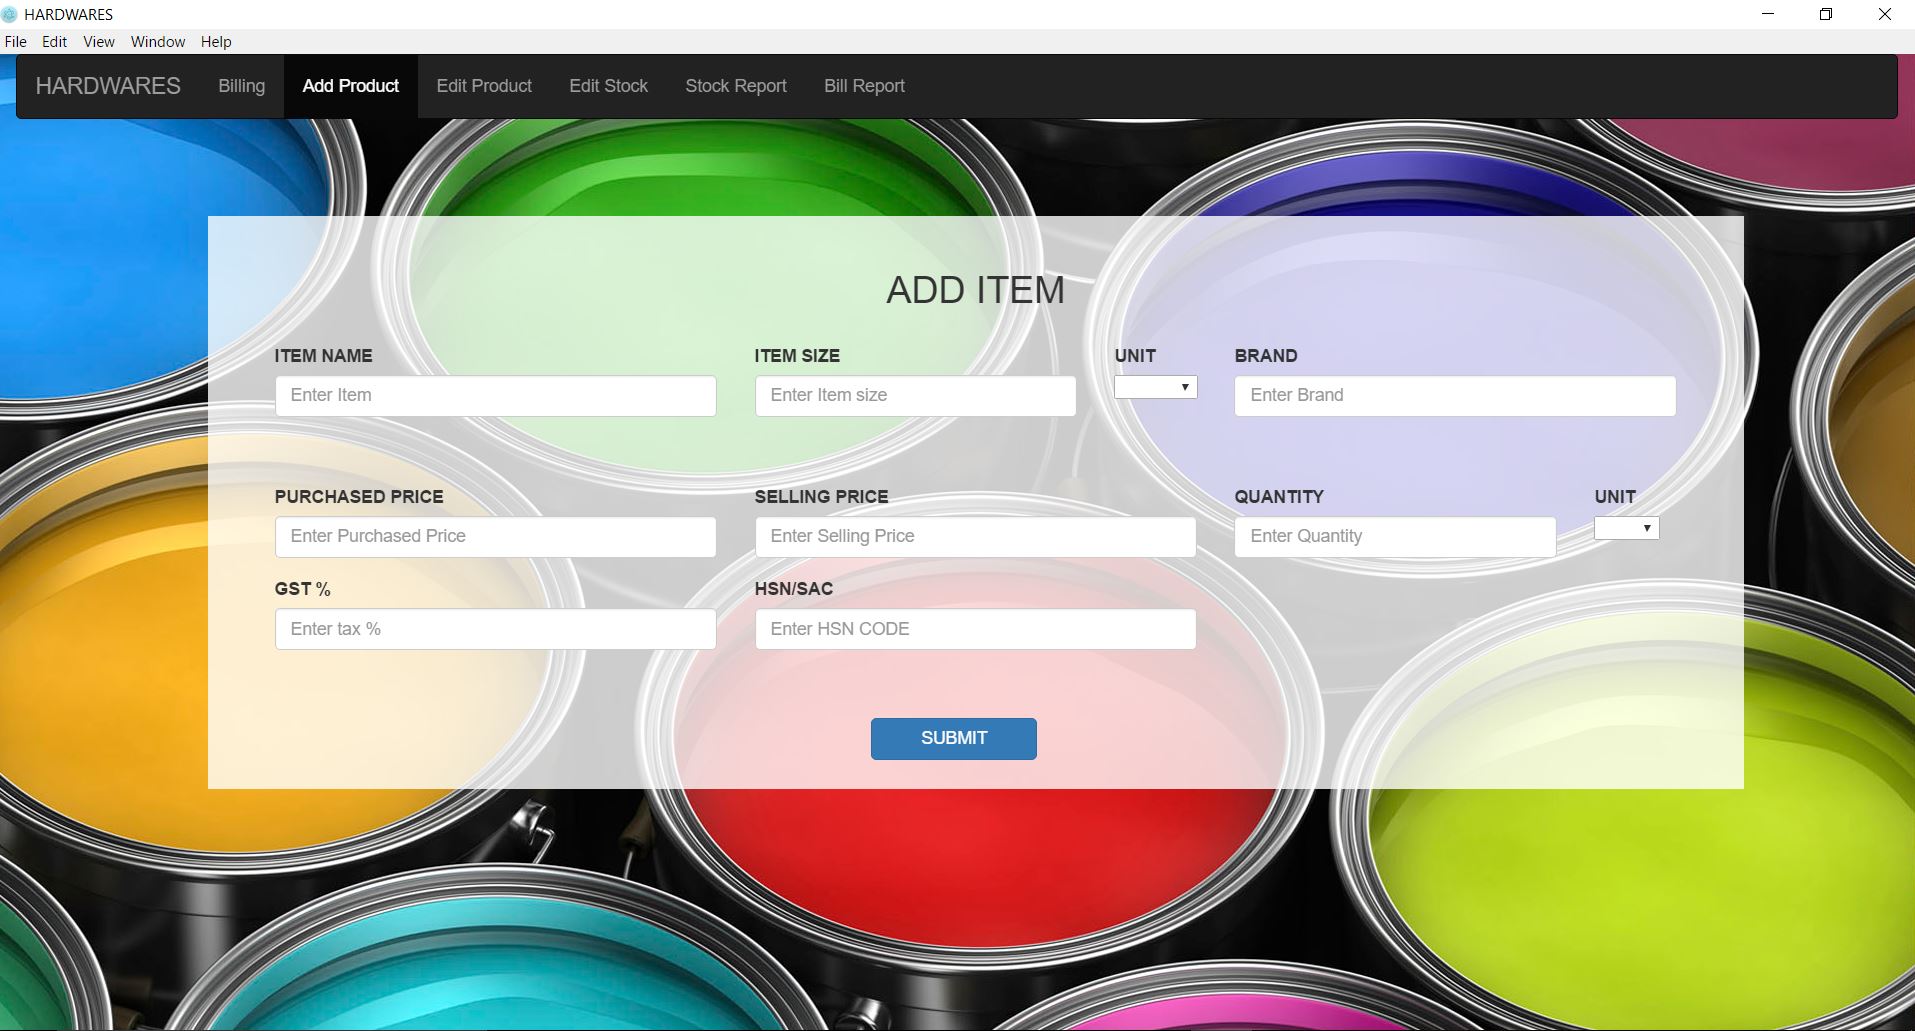 HARDWARES
File Edit View Window Help
HARDWARES Billing Add Product Edit Product Edit Stock Stock Report Bill Report
ADD ITEM
ITEM NAME ITEM SIZE UNIT BRAND
Enter Item Enter Item size Enter Brand
PURCHASED PRICE SELLING PRICE QUANTITY UNIT
Enter Purchased Price Enter Selling Price Enter Quantity
GST % HSN/SAC
Enter tax % Enter HSN CODE
SUBMIT